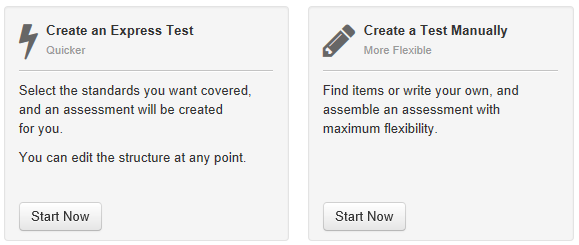 Create an Express Test
Quicker
Select the standards you want covered,
and an assessment will be created
for you.
You can edit the structure at any point.
Start Now
Create a Test Manually
More Flexible
Find items or write your own, and
assemble an assessment with
maximum flexibility.
Start Now